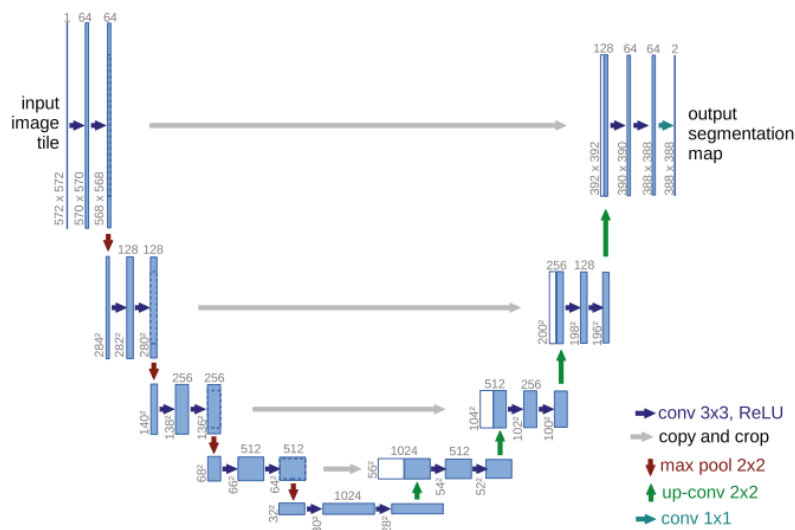 1
64
64
input
image
tile
572 x 572
570 x 570
568 x 568
128
64
64
2
output
segmentation
map
392 x 392
390 x 390
388 x 388
388 x 388
128
128
284²
282²
280²
256
128
200²
198²
196²
256
256
140²
138²
136²
512
256
104²
102²
100²
512
512
68²
66²
64²
1024
512
56²
54²
52²
1024
32²
30²
28²
conv 3x3, ReLU
copy and crop
max pool 2x2
up-conv 2x2
conv 1x1